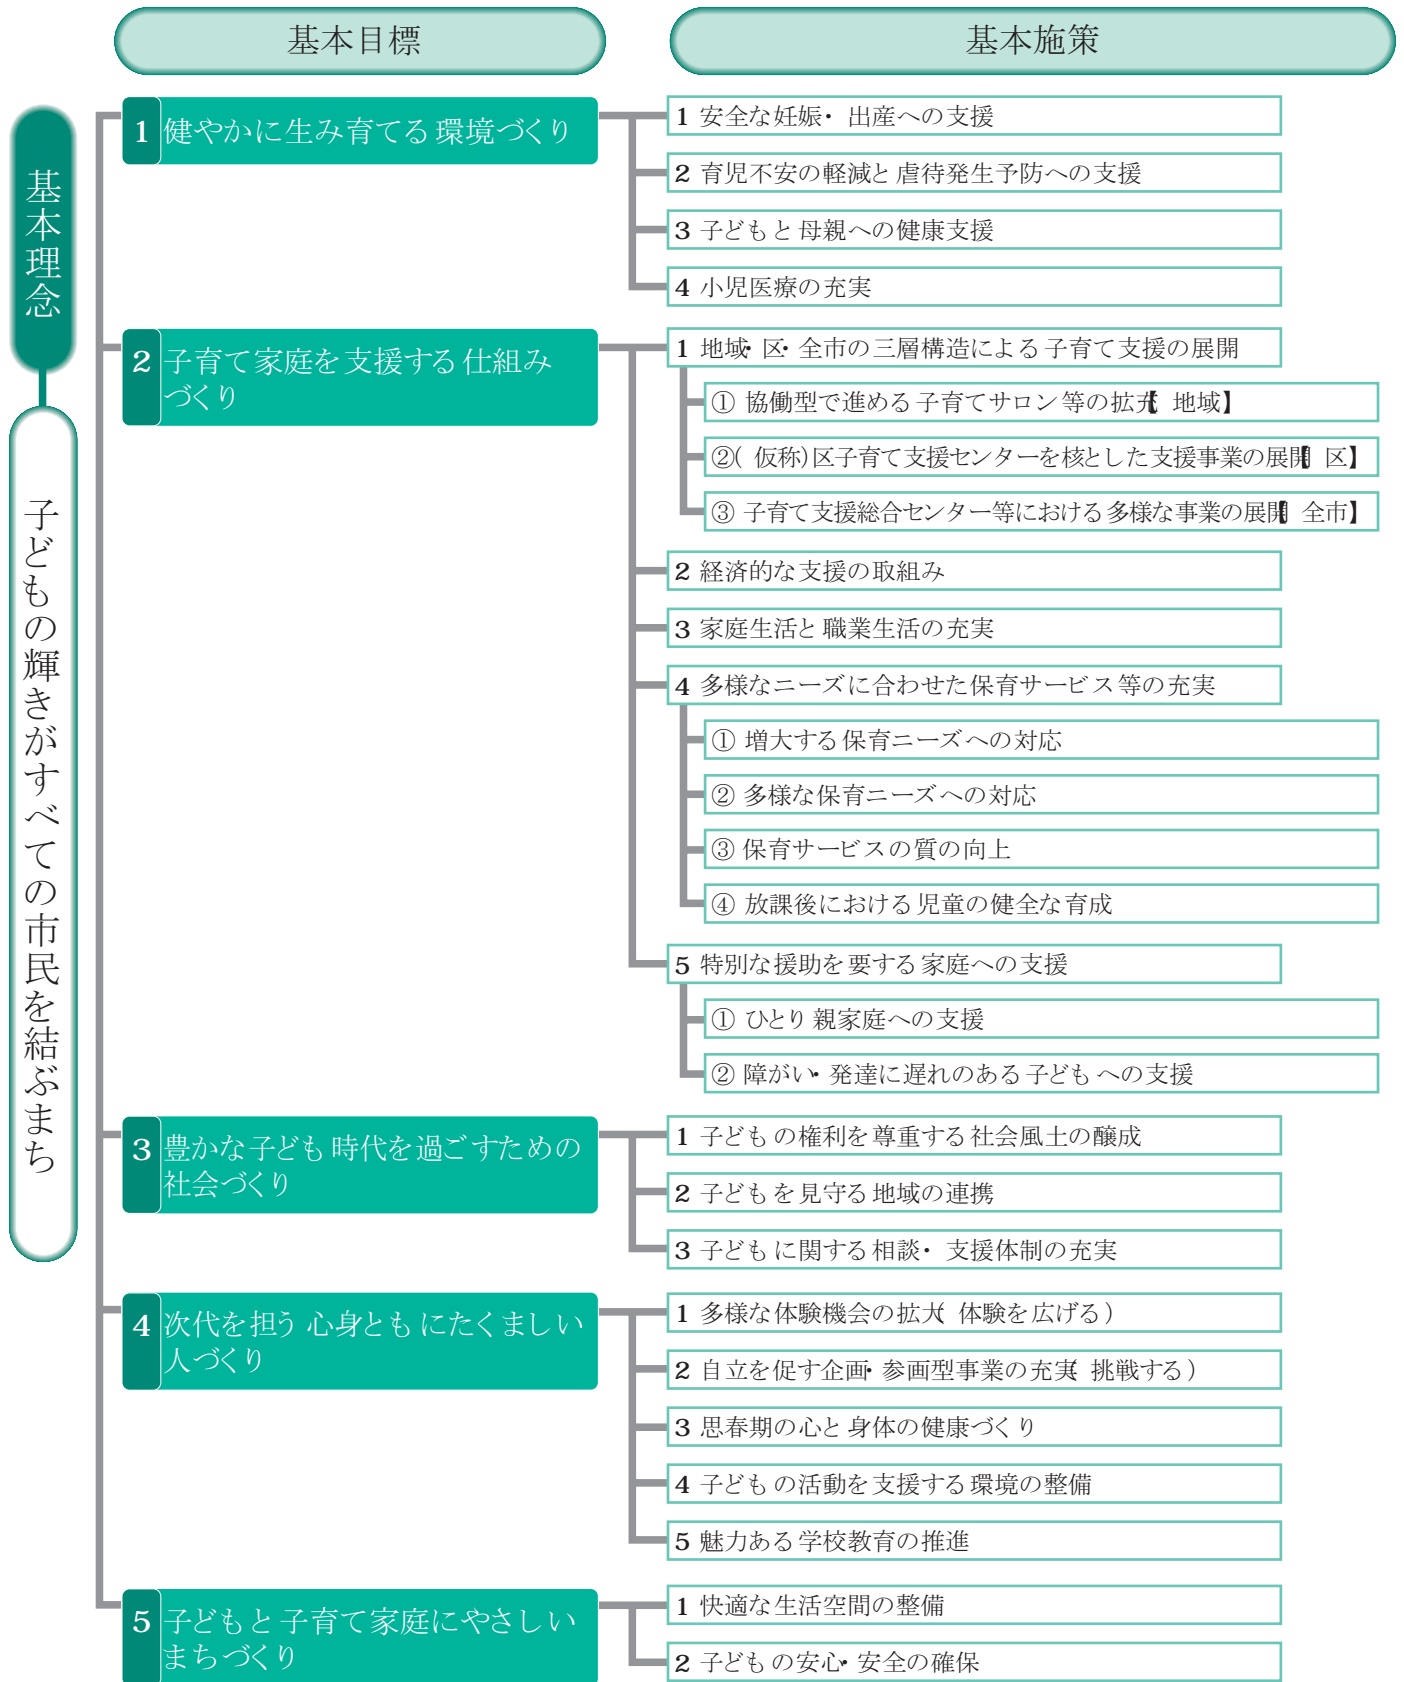 基本目標
基本施策
基本理念
子どもの輝きがすべての市民を結ぶまち
1 健やかに生み育てる環境づくり
1 安全な妊娠・出産への支援
2 育児不安の軽減と虐待発生予防への支援
3 子どもと母親への健康支援
4 小児医療の充実
2 子育て家庭を支援する仕組み
づくり
1 地域・区・全市の三層構造による子育て支援の展開
① 協働型で進める子育てサロン等の拡充【地域】
②(仮称)区子育て支援センターを核とした支援事業の展開【区】
③ 子育て支援総合センター等における多様な事業の展開【全市】
2 経済的な支援の取組み
3 家庭生活と職業生活の充実
4 多様なニーズに合わせた保育サービス等の充実
① 増大する保育ニーズへの対応
② 多様な保育ニーズへの対応
③ 保育サービスの質の向上
④ 放課後における児童の健全な育成
5 特別な援助を要する家庭への支援
① ひとり親家庭への支援
② 障がい・発達に遅れのある子どもへの支援
3 豊かな子ども時代を過ごすための
社会づくり
1 子どもの権利を尊重する社会風土の醸成
2 子どもを見守る地域の連携
3 子どもに関する相談・支援体制の充実
4 次代を担う心身ともにたくましい
人づくり
1 多様な体験機会の拡大(体験を広げる)
2 自立を促す企画・参画型事業の充実(挑戦する)
3 思春期の心と身体の健康づくり
4 子どもの活動を支援する環境の整備
5 魅力ある学校教育の推進
5 子どもと子育て家庭にやさしい
まちづくり
1 快適な生活空間の整備
2 子どもの安心・安全の確保